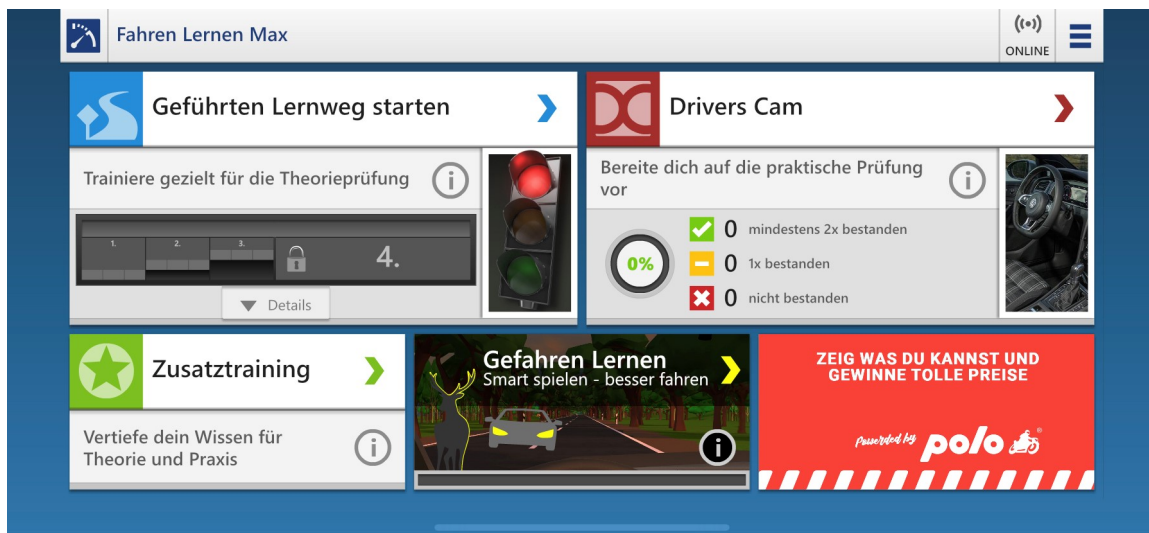 Fahren Lernen Max
ONLINE
Geführten Lernweg starten
Trainiere gezielt für die Theorieprüfung
1.
2.
3.
4.
Details
Drivers Cam
Bereite dich auf die praktische Prüfung
vor
0%
0 mindestens 2x bestanden
0 1x bestanden
0 nicht bestanden
Zusatztraining
Vertiefe dein Wissen für
Theorie und Praxis
Gefahren Lernen
Smart spielen - besser fahren
ZEIG WAS DU KANNST UND
GEWINNE TOLLE PREISE
Powerded by polo